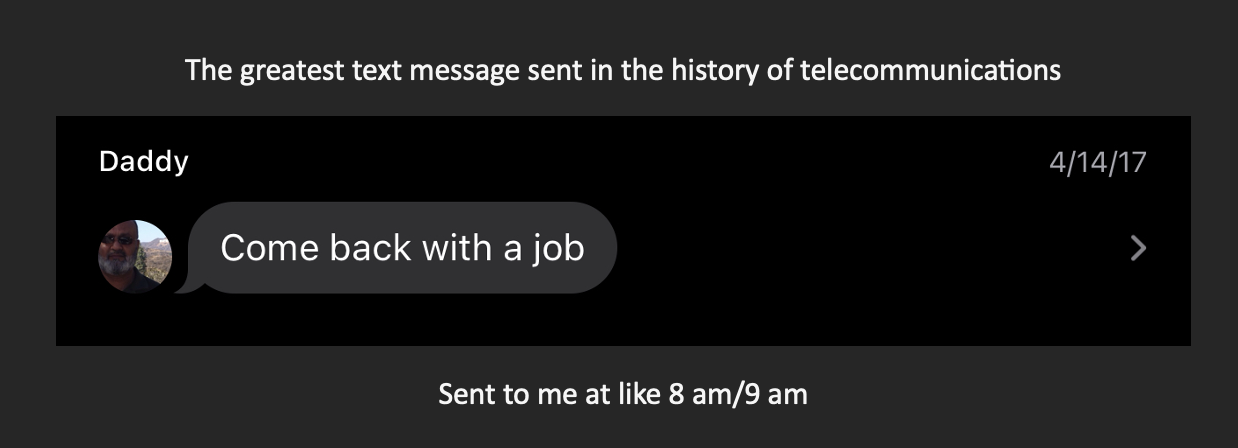 The greatest text message sent in the history of telecommunications
Daddy 4/14/17
Come back with a job
Sent to me at like 8 am/9 am